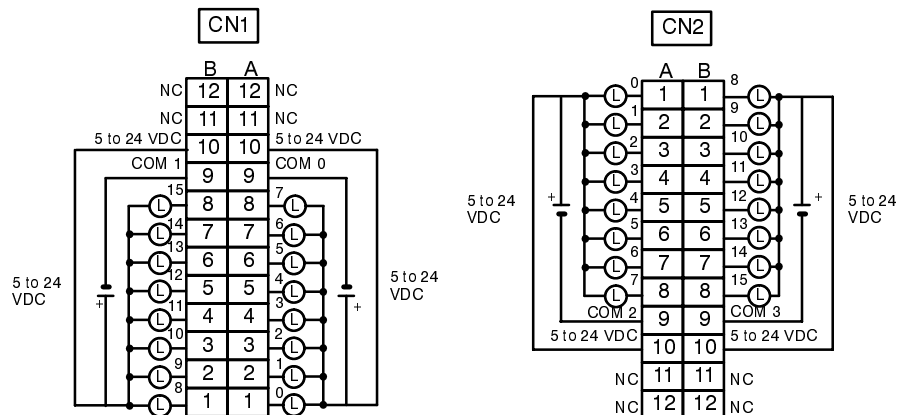 CN1
B A
NC 12 12 NC
NC 11 11 NC
5 to 24 VDC 10 10 5 to 24 VDC
COM 1 9 9 COM 0
15 L 8 8 7 L
14 L 7 7 6 L
13 L 6 6 5 L
12 L 5 5 4 L
11 L 4 4 3 L
10 L 3 3 2 L
9 L 2 2 1 L
8 L 1 1 0 L
5 to 24
VDC
+
5 to 24
VDC
+
CN2
A B
0 L 1 1 8 L
1 L 2 2 9 L
2 L 3 3 10 L
3 L 4 4 11 L
4 L 5 5 12 L
5 L 6 6 13 L
6 L 7 7 14 L
7 L 8 8 15 L
COM 2 9 9 COM 3
5 to 24 VDC 10 10 5 to 24 VDC
NC 11 11 NC
NC 12 12 NC
5 to 24
VDC
+
5 to 24
VDC
+